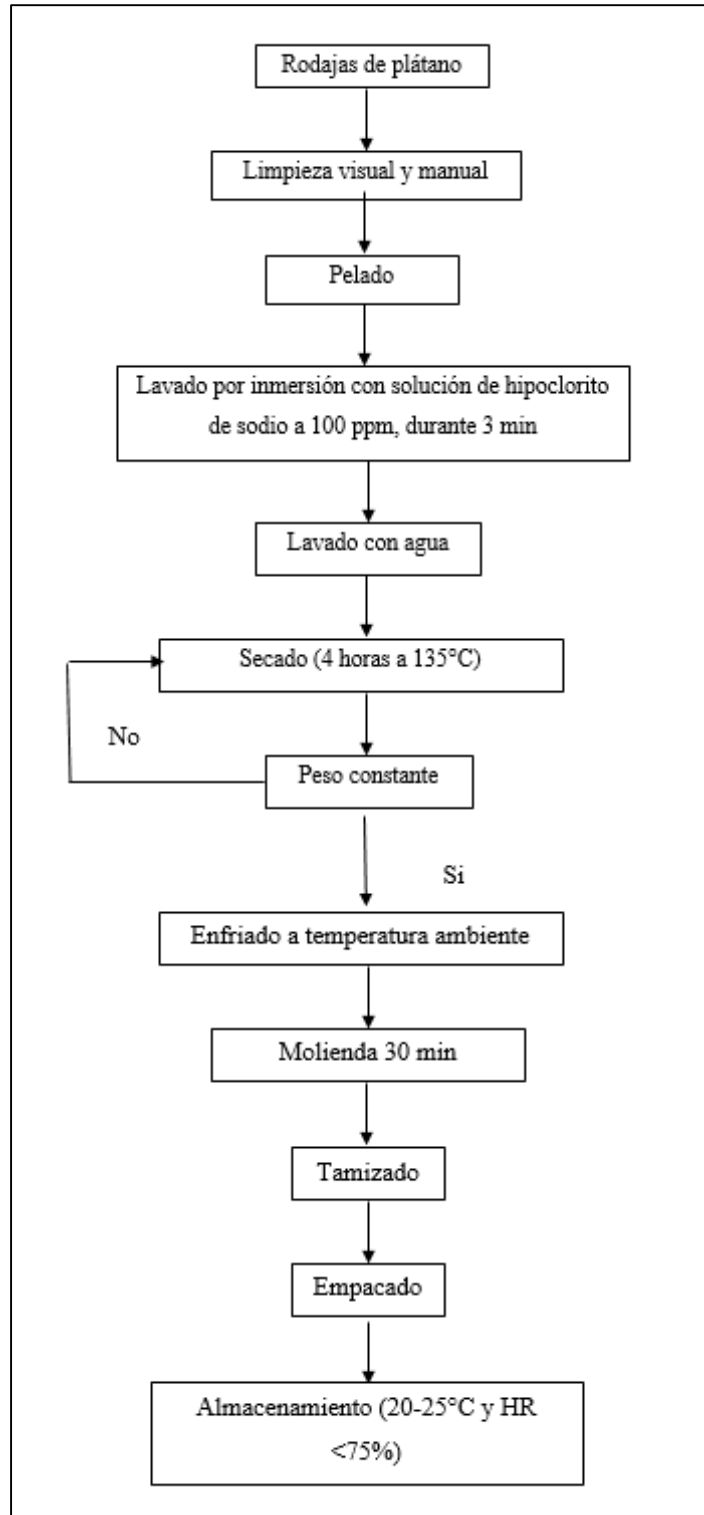 Rodajas de plátano
Limpieza visual y manual
Pelado
Lavado por inmersión con solución de hipoclorito
de sodio a 100 ppm, durante 3 min
Lavado con agua
Secado (4 horas a 135°C)
No
Peso constante
Si
Enfriado a temperatura ambiente
Molienda 30 min
Tamizado
Empacado
Almacenamiento (20-25°C y HR
<75%)